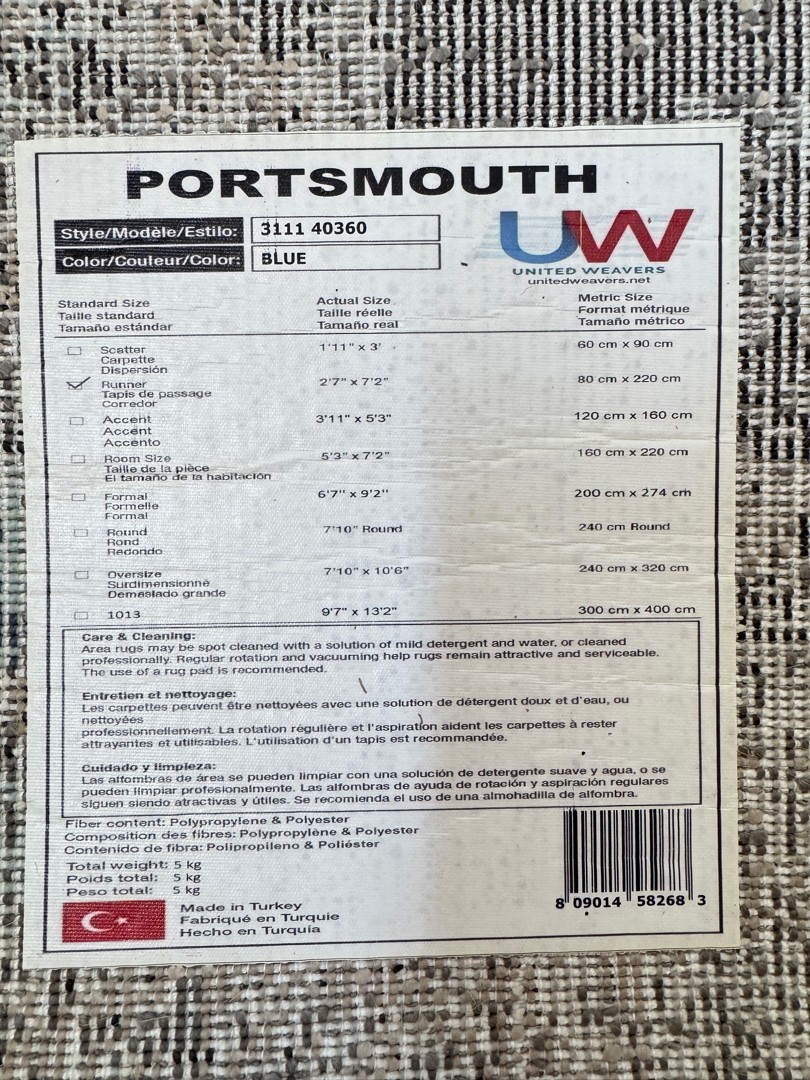 PORTSMOUTH
Style/Modèle/Estilo: 3111 40360
Color/Couleur/Color: BLUE
UW
UNITED WEAVERS
unitedweavers.net
Standard Size Actual Size Metric Size
Taille standard Taille réelle Format métrique
Tamaño estándar Tamaño real Tamaño métrico
Scatter 1'11" x 3' 60 cm x 90 cm
Carpette
Dispersión
Runner 2'7" x 7'2" 80 cm x 220 cm
Tapis de passage
Corredor
Accent 3'11" x 5'3" 120 cm x 160 cm
Accent
Accento
Room Size 5'3" x 7'2" 160 cm x 220 cm
Taille de la pièce
El tamaño de la habitación
Formal 6'7" x 9'2" 200 cm x 274 cm
Formelle
Formal
Round 7'10" Round 240 cm Round
Rond
Redondo
Oversize 7'10" x 10'6" 240 cm x 320 cm
Surdimensionné
Demasiado grande
1013 9'7" x 13'2" 300 cm x 400 cm
Care & Cleaning:
Area rugs may be spot cleaned with a solution of mild detergent and water, or cleaned
professionally. Regular rotation and vacuuming help rugs remain attractive and serviceable.
The use of a rug pad is recommended.
Entretien et nettoyage:
Les carpettes peuvent être nettoyées avec une solution de détergent doux et d'eau, ou
nettoyées
professionnellement. La rotation régulière et l'aspiration aident les carpettes à rester
attrayantes et utilisables. L'utilisation d'un tapis est recommandée.
Cuidado y limpieza:
Las alfombras de área se pueden limpiar con una solución de detergente suave y agua, o se
pueden limpiar profesionalmente. Las alfombras de ayuda de rotación y aspiración regulares
siguen siendo atractivas y útiles. Se recomienda el uso de una almohadilla de alfombra.
Fiber content: Polypropylene & Polyester
Composition des fibres: Polypropylène & Polyester
Contenido de fibra: Polipropileno & Poliéster
Total weight: 5 kg
Poids total: 5 kg
Peso total: 5 kg
Made in Turkey
Fabriqué en Turquie
Hecho en Turquía
8 09014 58268 3